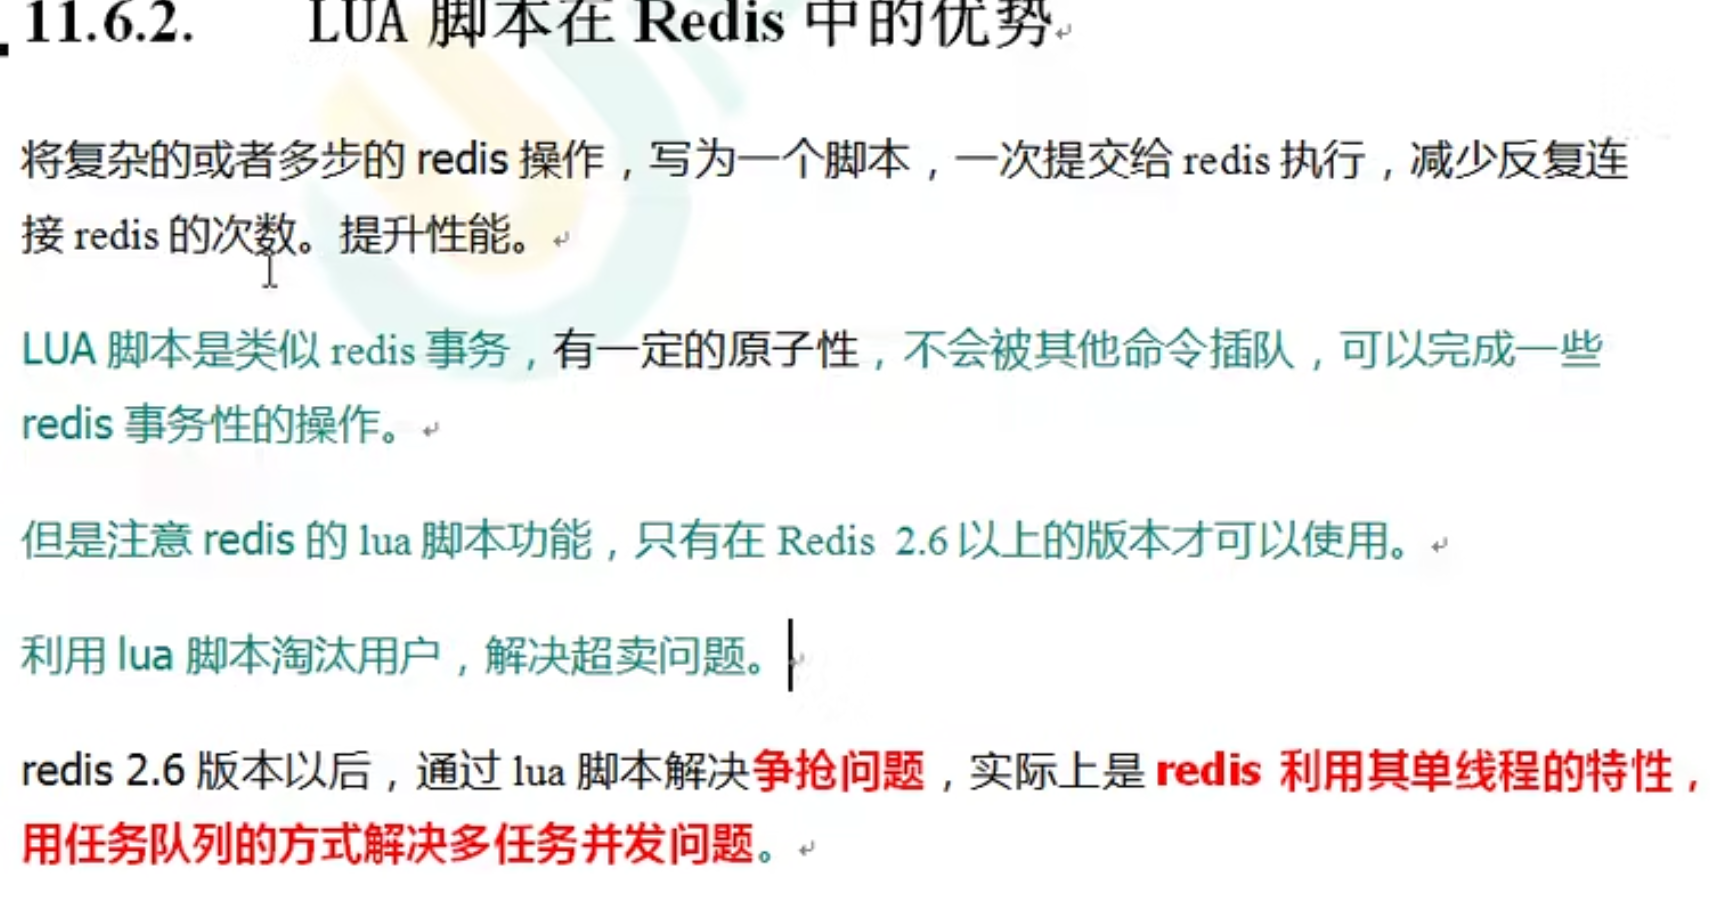 11.6.2. LUA 脚本在 Redis 中的优势
将复杂的或者多步的 redis 操作，写为一个脚本，一次提交给 redis 执行，减少反复连
接 redis 的次数。提升性能。
LUA 脚本是类似 redis 事务，有一定的原子性，不会被其他命令插队，可以完成一些
redis 事务性的操作。
但是注意 redis 的 lua 脚本功能，只有在 Redis 2.6 以上的版本才可以使用。
利用 lua 脚本淘汰用户，解决超卖问题。
redis 2.6 版本以后，通过 lua 脚本解决争抢问题，实际上是 redis 利用其单线程的特性，
用任务队列的方式解决多任务并发问题。